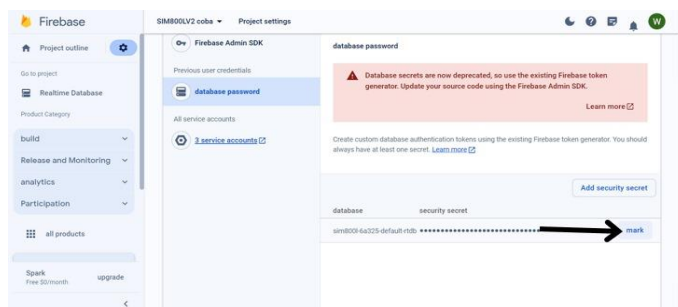 Firebase
SIM800LV2 coba
Project settings
W
Project outline
Go to project
Realtime Database
Product Category
build
Release and Monitoring
analytics
Participation
all products
Spark
Free $0/month
upgrade
Firebase Admin SDK
Previous user credentials
database password
All service accounts
3 service accounts
database password
Database secrets are now deprecated, so use the existing Firebase token
generator. Update your source code using the Firebase Admin SDK.
Learn more
Create custom database authentication tokens using the existing Firebase token generator. You should
always have at least one secret. Learn more
Add security secret
database security secret
sim800l-6a325-default-rtdb ••••••••••••••••••••••••••••• mark